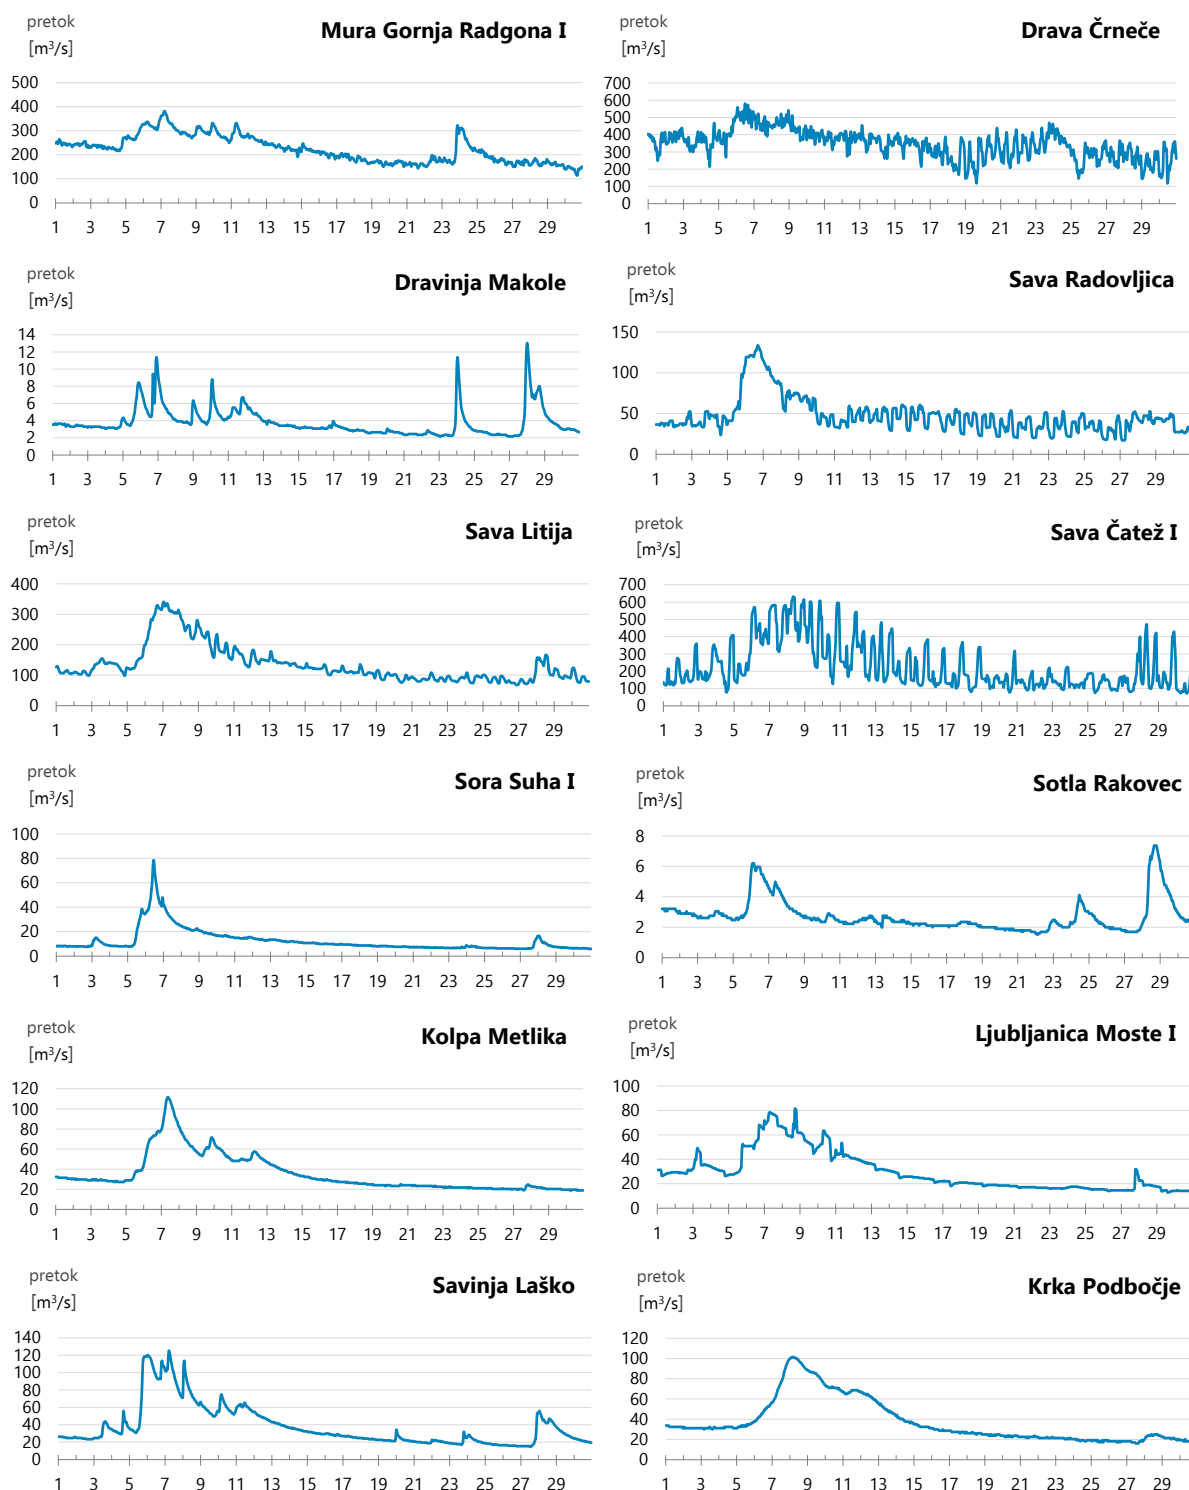 pretok
[m³/s]
Mura Gornja Radgona I
500
400
300
200
100
0
1 3 5 7 9 11 13 15 17 19 21 23 25 27 29
pretok
[m³/s]
Drava Črneče
700
600
500
400
300
200
100
0
1 3 5 7 9 11 13 15 17 19 21 23 25 27 29
pretok
[m³/s]
Dravinja Makole
14
12
10
8
6
4
2
0
1 3 5 7 9 11 13 15 17 19 21 23 25 27 29
pretok
[m³/s]
Sava Radovljica
150
100
50
0
1 3 5 7 9 11 13 15 17 19 21 23 25 27 29
pretok
[m³/s]
Sava Litija
400
300
200
100
0
1 3 5 7 9 11 13 15 17 19 21 23 25 27 29
pretok
[m³/s]
Sava Čatež I
700
600
500
400
300
200
100
0
1 3 5 7 9 11 13 15 17 19 21 23 25 27 29
pretok
[m³/s]
Sora Suha I
100
80
60
40
20
0
1 3 5 7 9 11 13 15 17 19 21 23 25 27 29
pretok
[m³/s]
Sotla Rakovec
8
6
4
2
0
1 3 5 7 9 11 13 15 17 19 21 23 25 27 29
pretok
[m³/s]
Kolpa Metlika
120
100
80
60
40
20
0
1 3 5 7 9 11 13 15 17 19 21 23 25 27 29
pretok
[m³/s]
Ljubljanica Moste I
100
80
60
40
20
0
1 3 5 7 9 11 13 15 17 19 21 23 25 27 29
pretok
[m³/s]
Savinja Laško
140
120
100
80
60
40
20
0
1 3 5 7 9 11 13 15 17 19 21 23 25 27 29
pretok
[m³/s]
Krka Podbočje
120
100
80
60
40
20
0
1 3 5 7 9 11 13 15 17 19 21 23 25 27 29